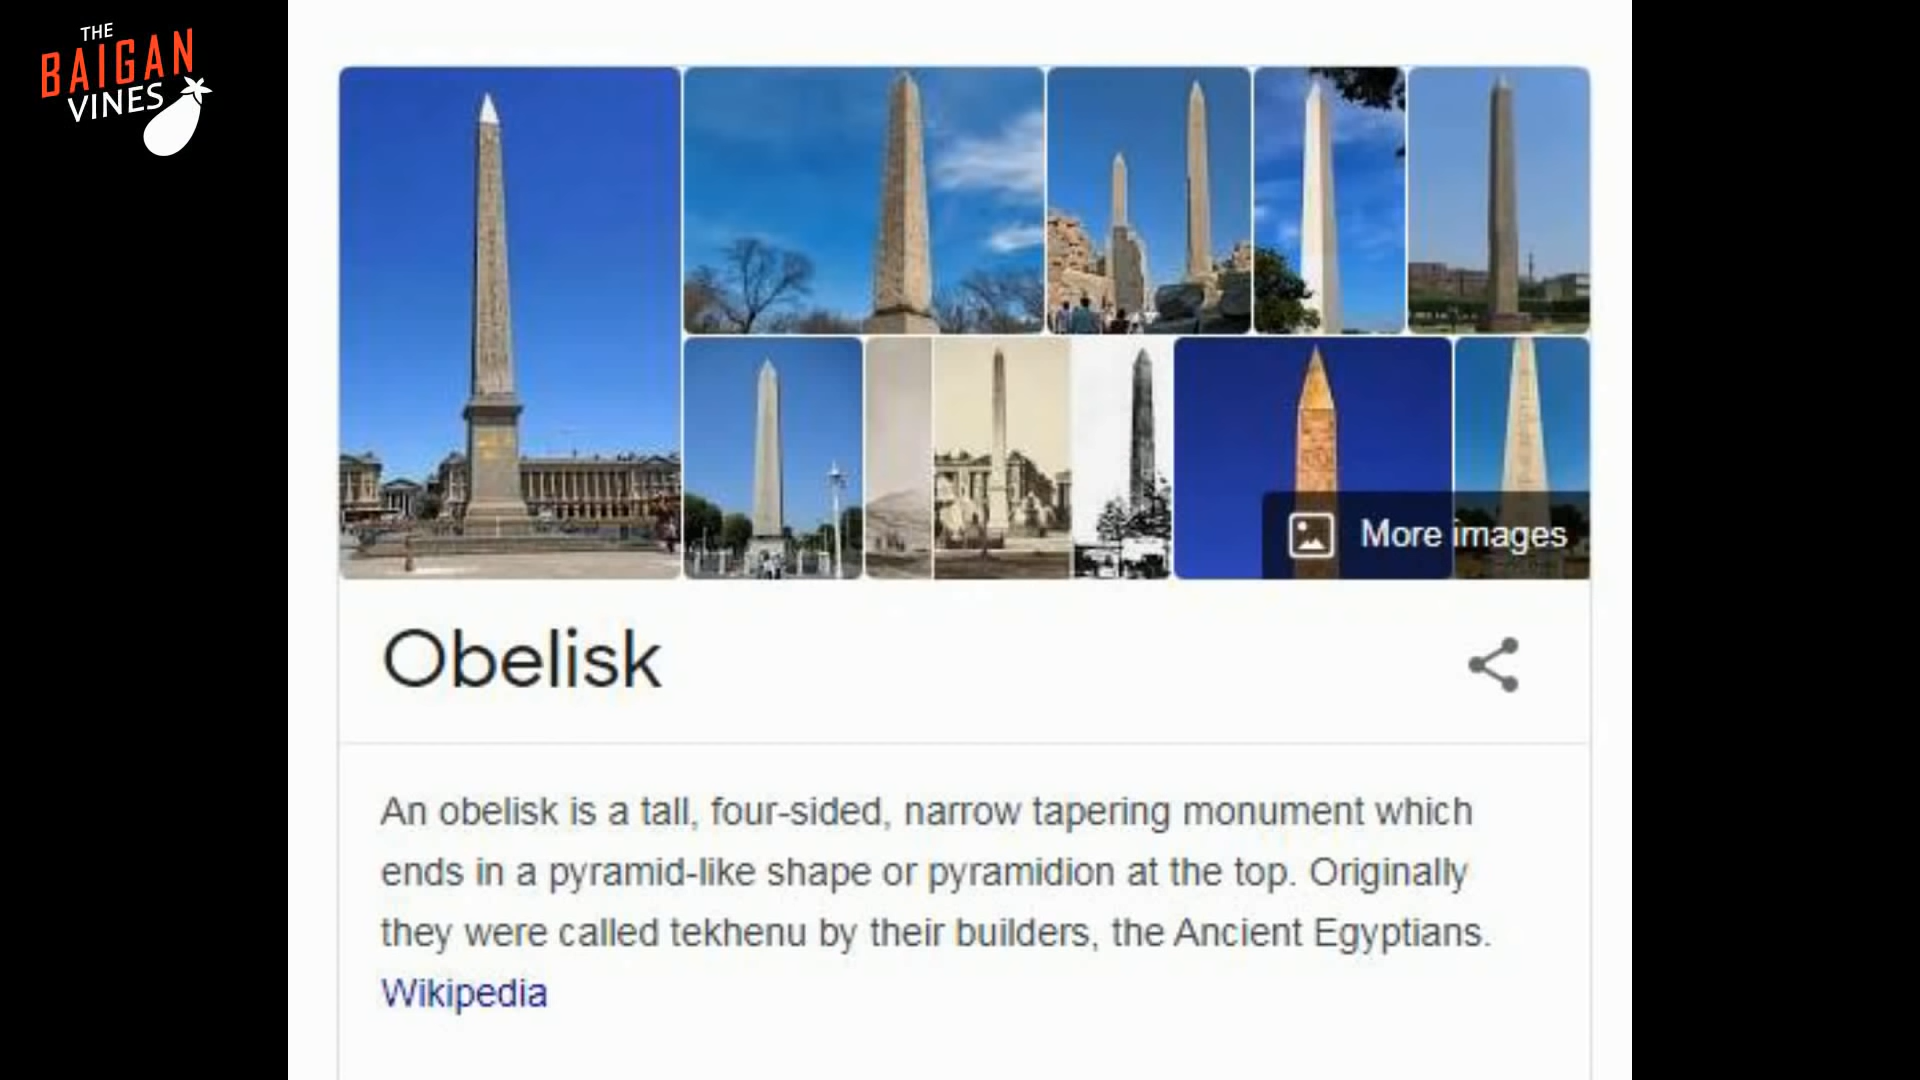 THE
BAIGAN
VINES
More images
Obelisk
An obelisk is a tall, four-sided, narrow tapering monument which
ends in a pyramid-like shape or pyramidion at the top. Originally
they were called tekhenu by their builders, the Ancient Egyptians.
Wikipedia